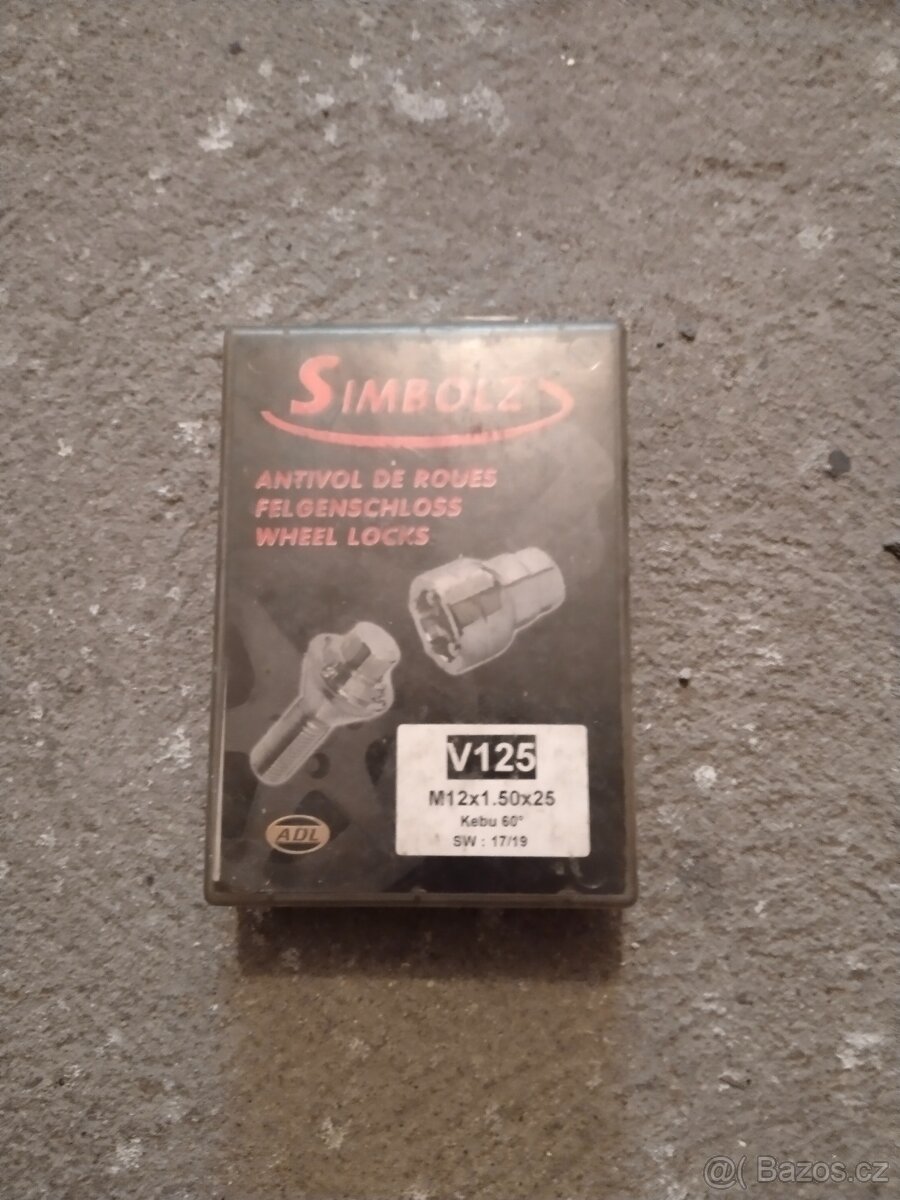 SIMBOLZ
ANTIVOL DE ROUES
FELGENSCHLOSS
WHEEL LOCKS
V125
M12x1.50x25
Kebu 60°
SW : 17/19
ADL
@( Bazos.cz